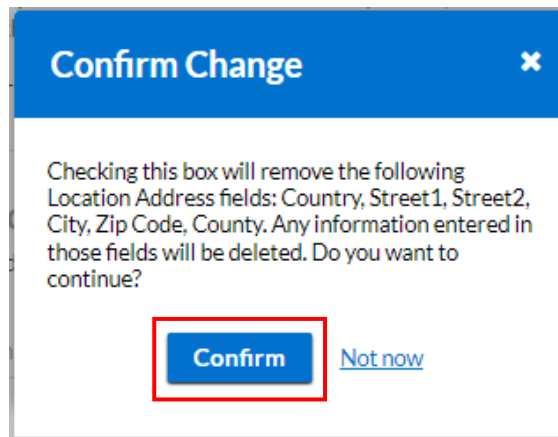 Confirm Change
Checking this box will remove the following
Location Address fields: Country, Street1, Street2,
City, Zip Code, County. Any information entered in
those fields will be deleted. Do you want to
continue?
Confirm Not now